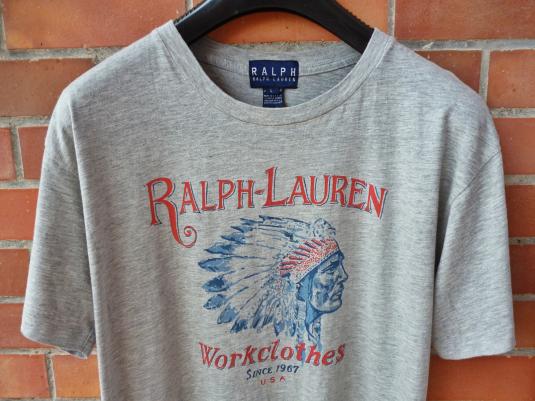 RALPH
RALPH LAUREN
RALPH-LAUREN
Workclothes
SINCE 1967
USA